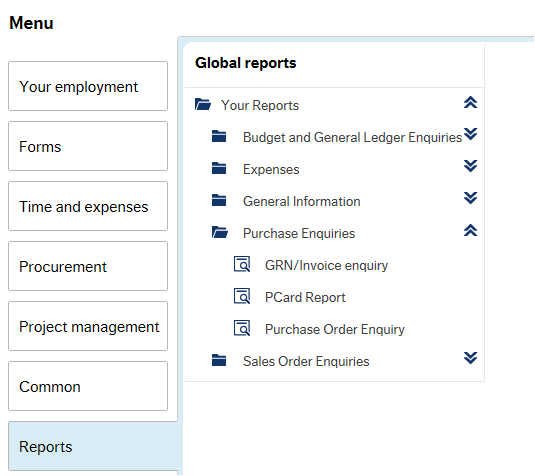 Menu
Your employment
Forms
Time and expenses
Procurement
Project management
Common
Reports
Global reports
Your Reports
Budget and General Ledger Enquiries
Expenses
General Information
Purchase Enquiries
GRN/Invoice enquiry
PCard Report
Purchase Order Enquiry
Sales Order Enquiries